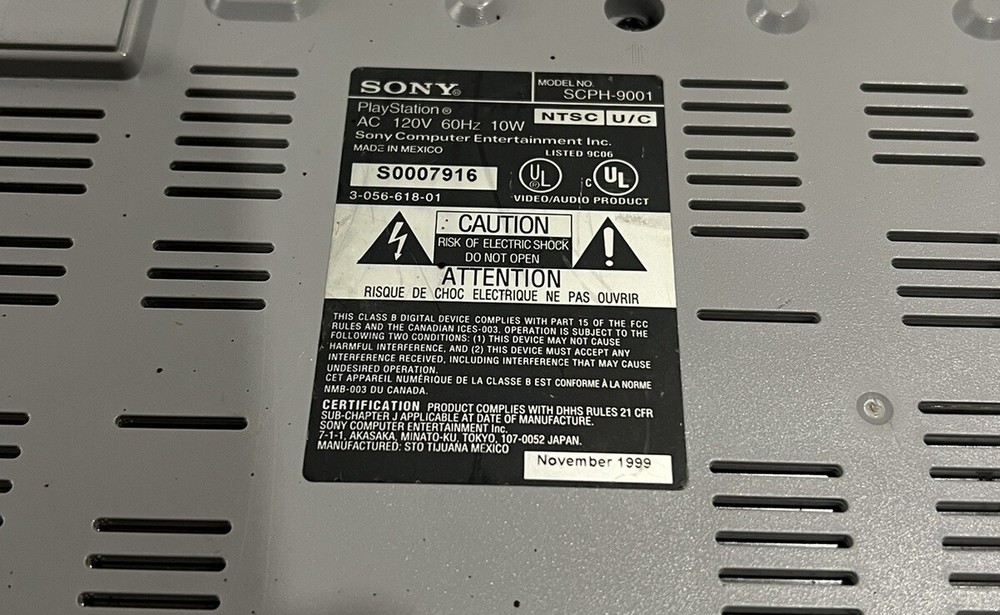 SONY®
MODEL NO.
SCPH-9001
PlayStation®
AC 120V 60Hz 10W
NTSC U/C
Sony Computer Entertainment Inc.
MADE IN MEXICO
LISTED 9C06
S0007916
UL
(P)
C UL
3-056-618-01
VIDEO/AUDIO PRODUCT
CAUTION
RISK OF ELECTRIC SHOCK
DO NOT OPEN
ATTENTION
RISQUE DE CHOC ELECTRIQUE NE PAS OUVRIR
THIS CLASS B DIGITAL DEVICE COMPLIES WITH PART 15 OF THE FCC
RULES AND THE CANADIAN ICES-003. OPERATION IS SUBJECT TO THE
FOLLOWING TWO CONDITIONS: (1) THIS DEVICE MAY NOT CAUSE
HARMFUL INTERFERENCE, AND (2) THIS DEVICE MUST ACCEPT ANY
INTERFERENCE RECEIVED, INCLUDING INTERFERENCE THAT MAY CAUSE
UNDESIRED OPERATION.
CET APPAREIL NUMÉRIQUE DE LA CLASSE B EST CONFORME À LA NORME
NMB-003 DU CANADA.
CERTIFICATION PRODUCT COMPLIES WITH DHHS RULES 21 CFR
SUB-CHAPTER J APPLICABLE AT DATE OF MANUFACTURE.
SONY COMPUTER ENTERTAINMENT Inc.
7-1-1, AKASAKA, MINATO-KU, TOKYO, 107-0052 JAPAN.
MANUFACTURED: STO TIJUANA MEXICO
November 1999